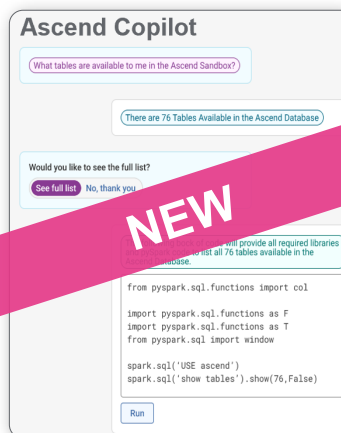 Ascend Copilot
What tables are available to me in the Ascend Sandbox?
There are 76 Tables Available in the Ascend Database
Would you like to see the full list?
See full list No, thank you
NEW
will provide all required libraries
to list all 76 tables available in the
Database.
from pyspark.sql.functions import col
import pyspark.sql.functions as F
import pyspark.sql.functions as T
from pyspark.sql import window
spark.sql('USE ascend')
spark.sql('show tables').show(76,False)
Run